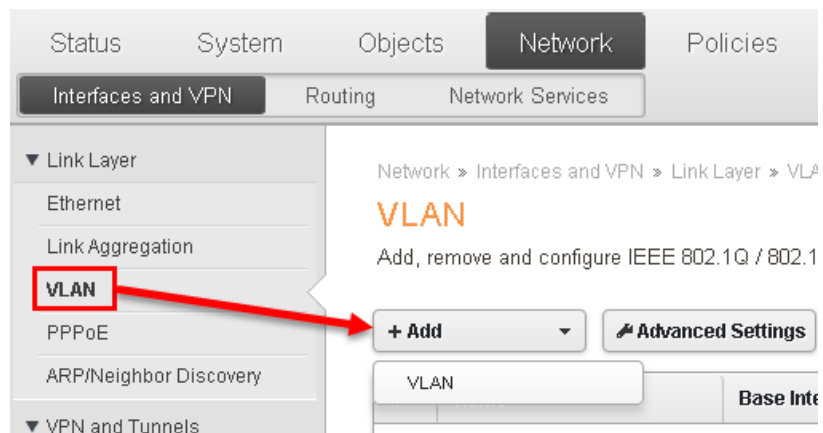 Status System Objects Network Policies
Interfaces and VPN Routing Network Services
Link Layer
Ethernet
Link Aggregation
VLAN
PPPoE
ARP/Neighbor Discovery
VPN and Tunnels
Network » Interfaces and VPN » Link Layer » VLA
VLAN
Add, remove and configure IEEE 802.1Q / 802.1
+ Add Advanced Settings
VLAN
Base Inte